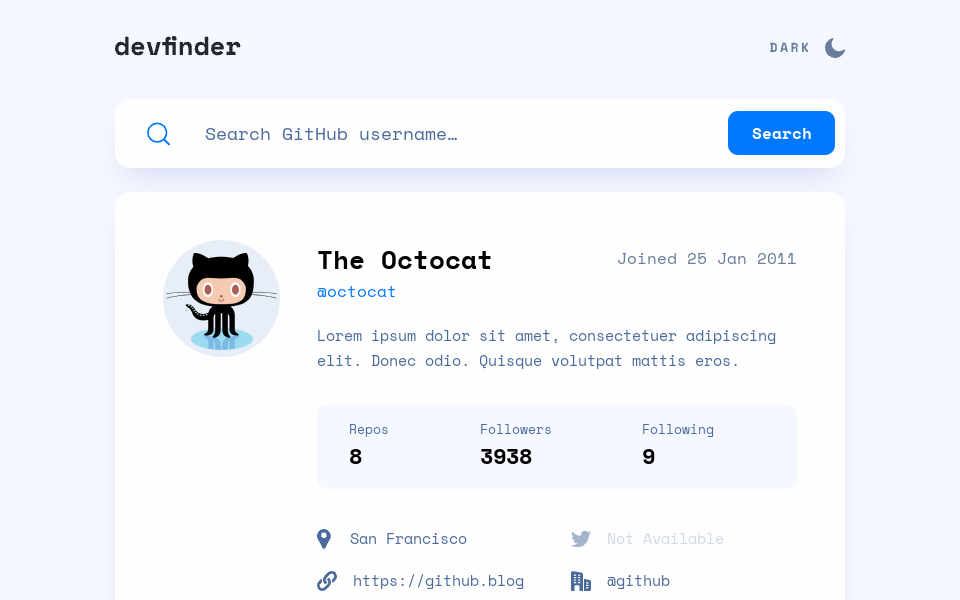 devfinder
DARK
Search GitHub username…
Search
The Octocat
Joined 25 Jan 2011
@octocat
Lorem ipsum dolor sit amet, consectetuer adipiscing
elit. Donec odio. Quisque volutpat mattis eros.
Repos
Followers
Following
8
3938
9
San Francisco
Not Available
https://github.blog
@github